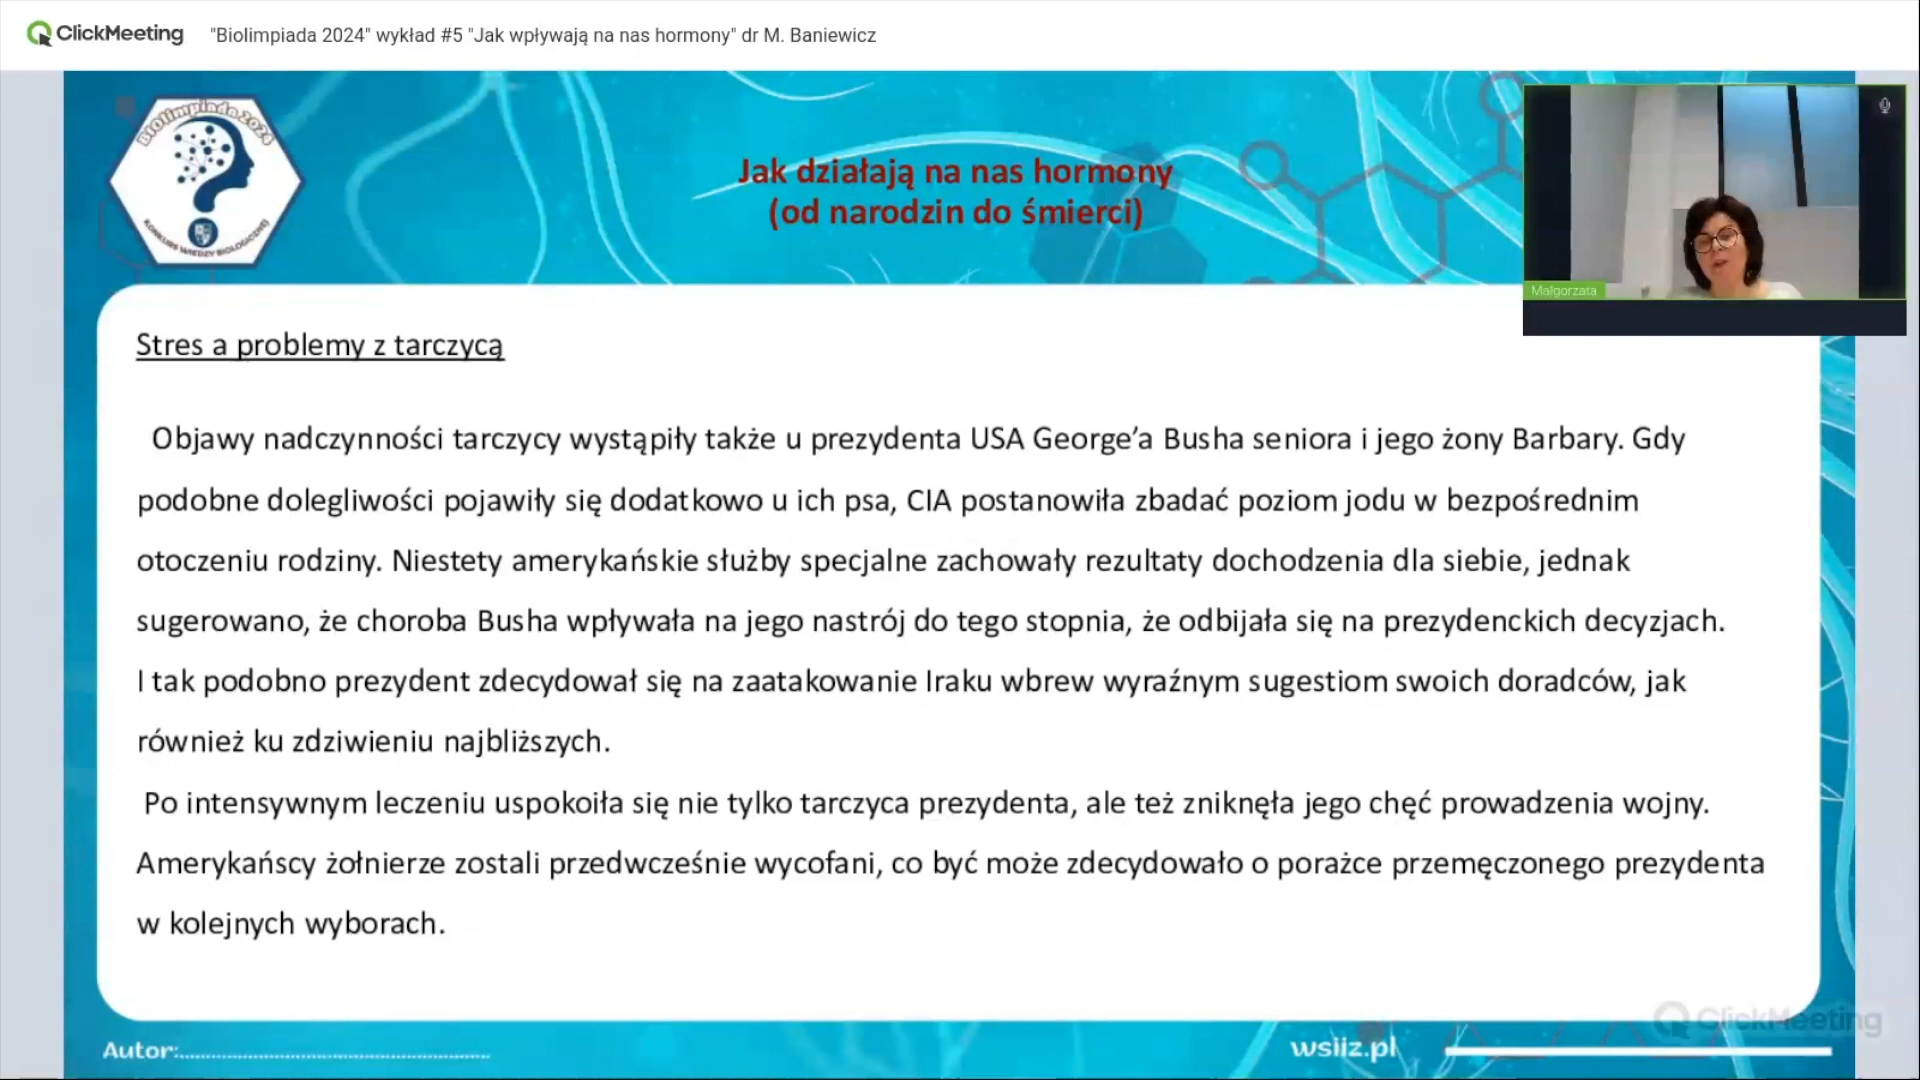 ClickMeeting "Biolimpiada 2024" wykład #5 "Jak wpływają na nas hormony" dr M. Baniewicz
BIOlimpiada 2024
KONKURS WIEDZY BIOLOGICZNEJ
Jak działają na nas hormony
(od narodzin do śmierci)
Małgorzata
Stres a problemy z tarczycą
Objawy nadczynności tarczycy wystąpiły także u prezydenta USA George’a Busha seniora i jego żony Barbary. Gdy
podobne dolegliwości pojawiły się dodatkowo u ich psa, CIA postanowiła zbadać poziom jodu w bezpośrednim
otoczeniu rodziny. Niestety amerykańskie służby specjalne zachowały rezultaty dochodzenia dla siebie, jednak
sugerowano, że choroba Busha wpływała na jego nastrój do tego stopnia, że odbijała się na prezydenckich decyzjach.
I tak podobno prezydent zdecydował się na zaatakowanie Iraku wbrew wyraźnym sugestiom swoich doradców, jak
również ku zdziwieniu najbliższych.
Po intensywnym leczeniu uspokoiła się nie tylko tarczyca prezydenta, ale też zniknęła jego chęć prowadzenia wojny.
Amerykańscy żołnierze zostali przedwcześnie wycofani, co być może zdecydowało o porażce przemęczonego prezydenta
w kolejnych wyborach.
ClickMeeting
Autor:..................................................
wsiiz.pl